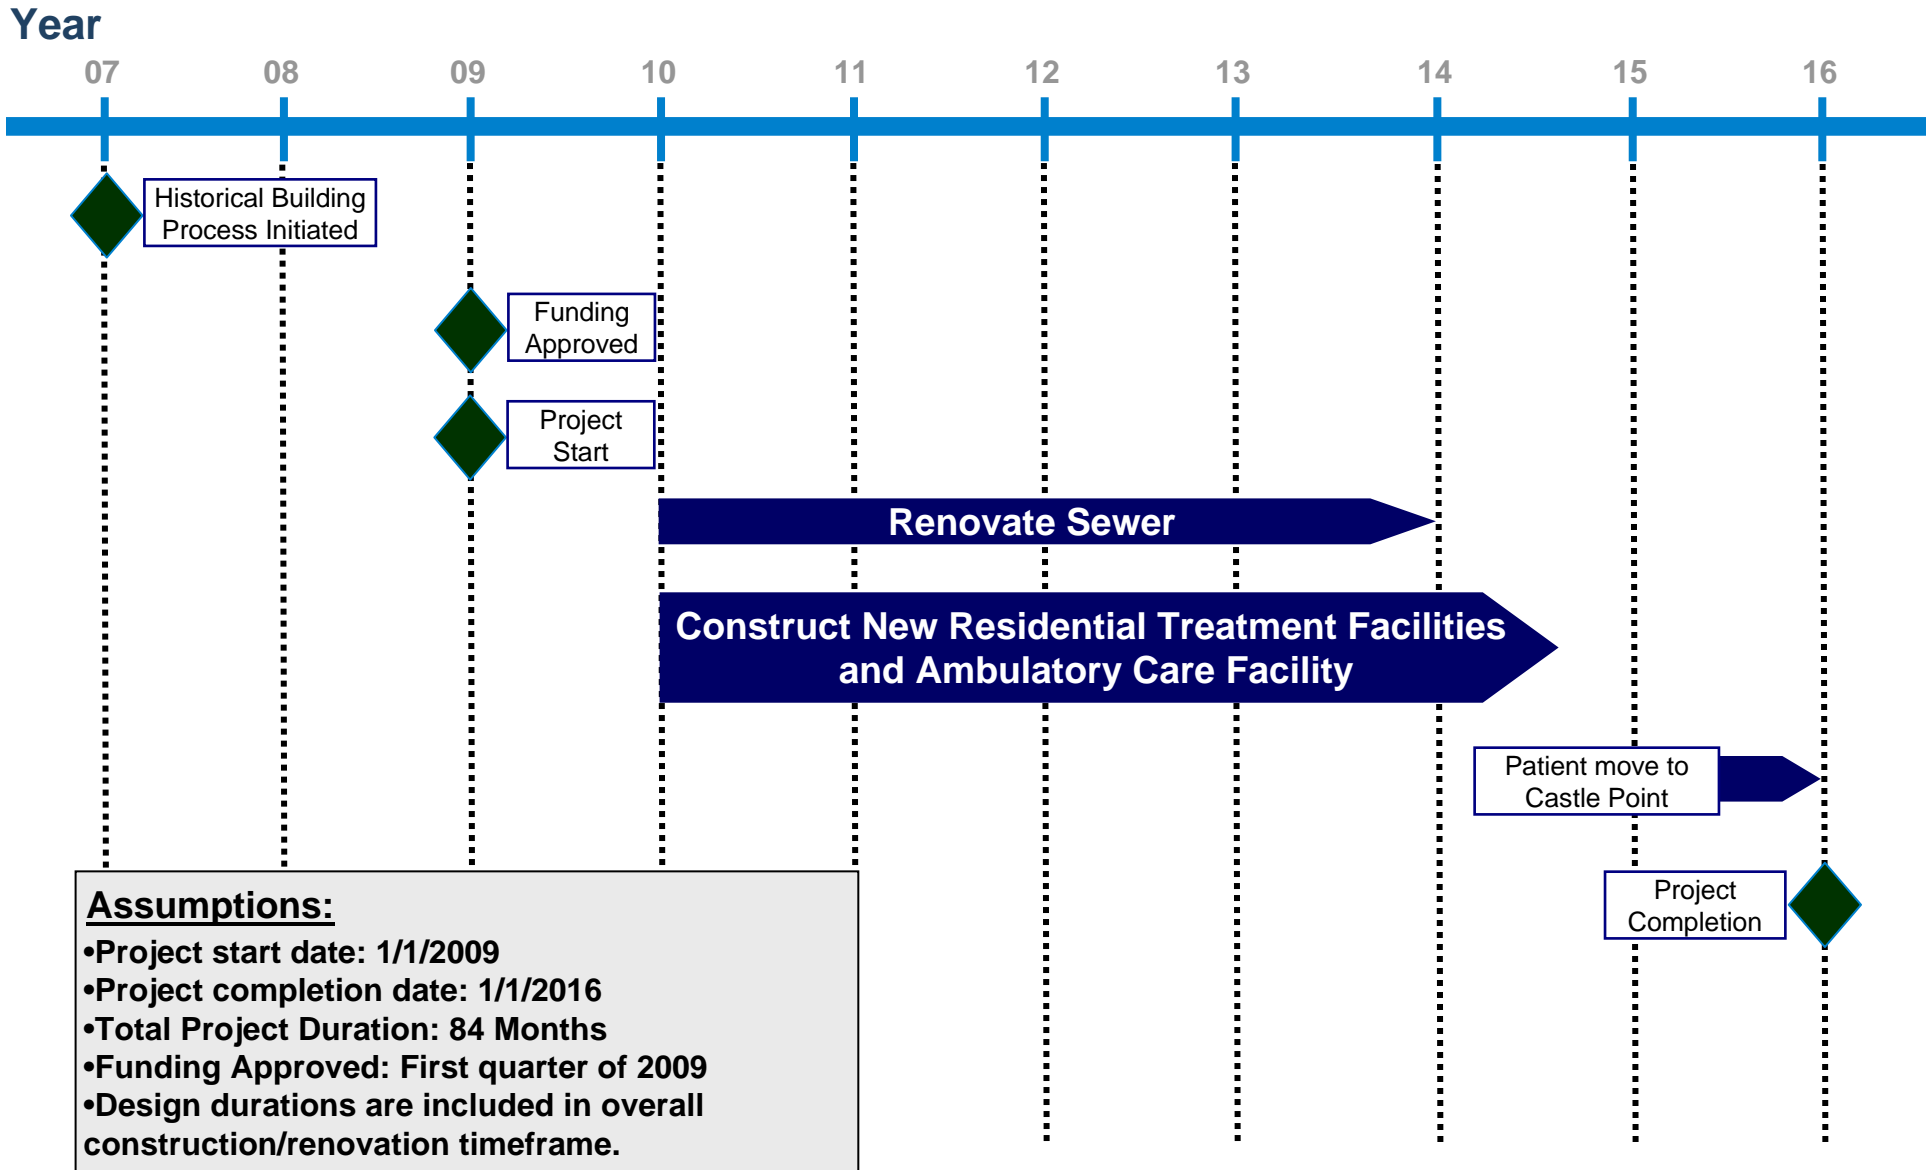 Year
07 08 09 10 11 12 13 14 15 16
Historical Building
Process Initiated
Funding
Approved
Project
Start
Renovate Sewer
Construct New Residential Treatment Facilities
and Ambulatory Care Facility
Patient move to
Castle Point
Project
Completion
Assumptions:
•Project start date: 1/1/2009
•Project completion date: 1/1/2016
•Total Project Duration: 84 Months
•Funding Approved: First quarter of 2009
•Design durations are included in overall
construction/renovation timeframe.